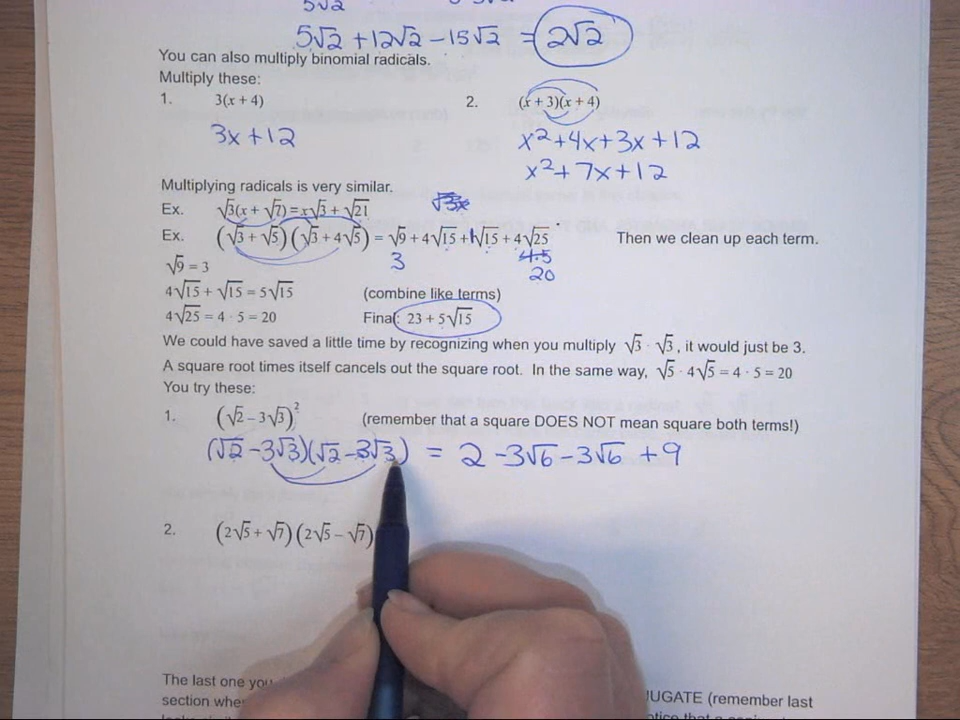 5√2
5√2 + 12√2 − 15√2 = 2√2
You can also multiply binomial radicals.
Multiply these:
1. 3(x + 4) 2. (x + 3)(x + 4)
3x + 12 x² + 4x + 3x + 12
x² + 7x + 12
Multiplying radicals is very similar.
√3x
Ex. √3(x + √7) = x√3 + √21
Ex. (√3 + √5)(√3 + 4√5) = √9 + 4√15 + 1√15 + 4√25 Then we clean up each term.
3 4·5
√9 = 3 20
4√15 + √15 = 5√15 (combine like terms)
4√25 = 4 · 5 = 20 Final: 23 + 5√15
We could have saved a little time by recognizing when you multiply √3 · √3, it would just be 3.
A square root times itself cancels out the square root. In the same way, √5 · 4√5 = 4 · 5 = 20
You try these:
1. (√2 − 3√3)² (remember that a square DOES NOT mean square both terms!)
(√2 − 3√3)(√2 − 3√3) = 2 − 3√6 − 3√6 + 9
2. (2√5 + √7)(2√5 − √7)
The last one you
section JUGATE (remember last